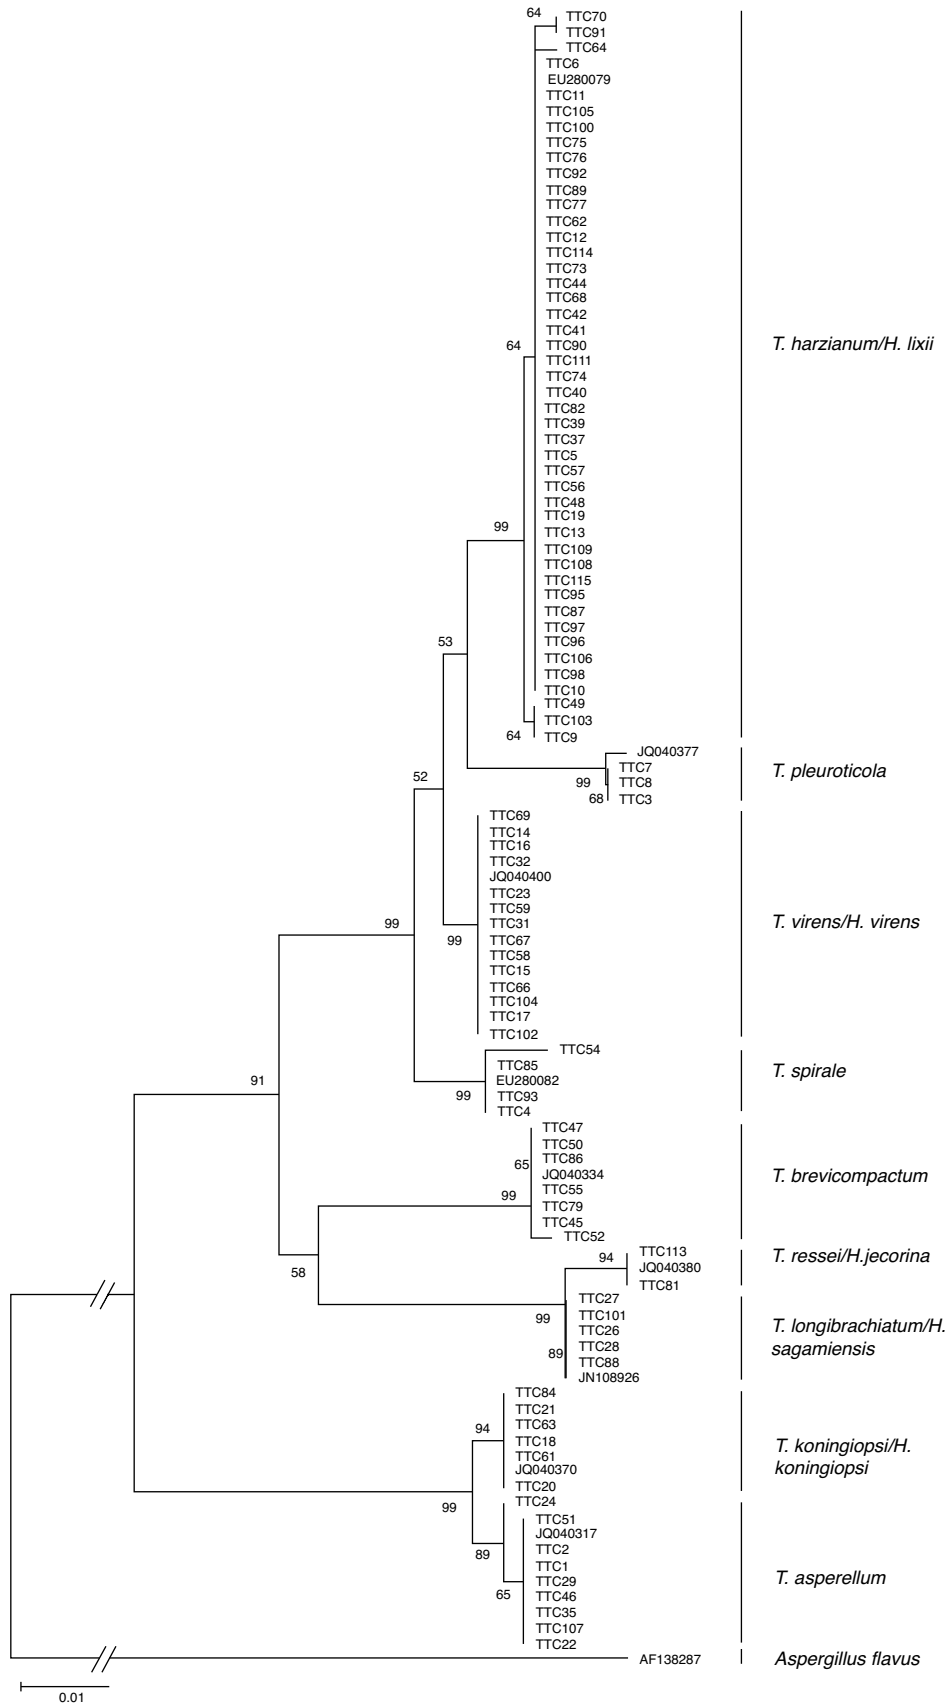 64
TTC70
TTC91
TTC64
TTC6
EU280079
TTC11
TTC105
TTC100
TTC75
TTC76
TTC92
TTC89
TTC77
TTC62
TTC12
TTC114
TTC73
TTC44
TTC68
TTC42
TTC41
64
TTC90
T. harzianum/H. lixii
TTC111
TTC74
TTC40
TTC82
TTC39
TTC37
TTC5
TTC57
TTC56
TTC48
TTC19
99
TTC13
TTC109
TTC108
TTC115
TTC95
TTC87
TTC97
53
TTC96
TTC106
TTC98
TTC10
TTC49
TTC103
64
TTC9
JQ040377
TTC7
T. pleuroticola
52
99
TTC8
68
TTC3
TTC69
TTC14
TTC16
TTC32
JQ040400
TTC23
TTC59
99
TTC31
T. virens/H. virens
99
TTC67
TTC58
TTC15
TTC66
TTC104
TTC17
TTC102
TTC54
TTC85
T. spirale
91
EU280082
99
TTC93
TTC4
TTC47
TTC50
TTC86
65
JQ040334
T. brevicompactum
99
TTC55
TTC79
TTC45
TTC52
TTC113
94
T. ressei/H.jecorina
58
JQ040380
TTC81
TTC27
99
TTC101
T. longibrachiatum/H.
TTC26
TTC28
sagamiensis
89
TTC88
JN108926
TTC84
TTC21
94
TTC63
TTC18
T. koningiopsi/H.
TTC61
JQ040370
koningiopsi
TTC20
99
TTC24
TTC51
JQ040317
89
TTC2
TTC1
T. asperellum
TTC29
65
TTC46
TTC35
TTC107
TTC22
AF138287
Aspergillus flavus
0.01